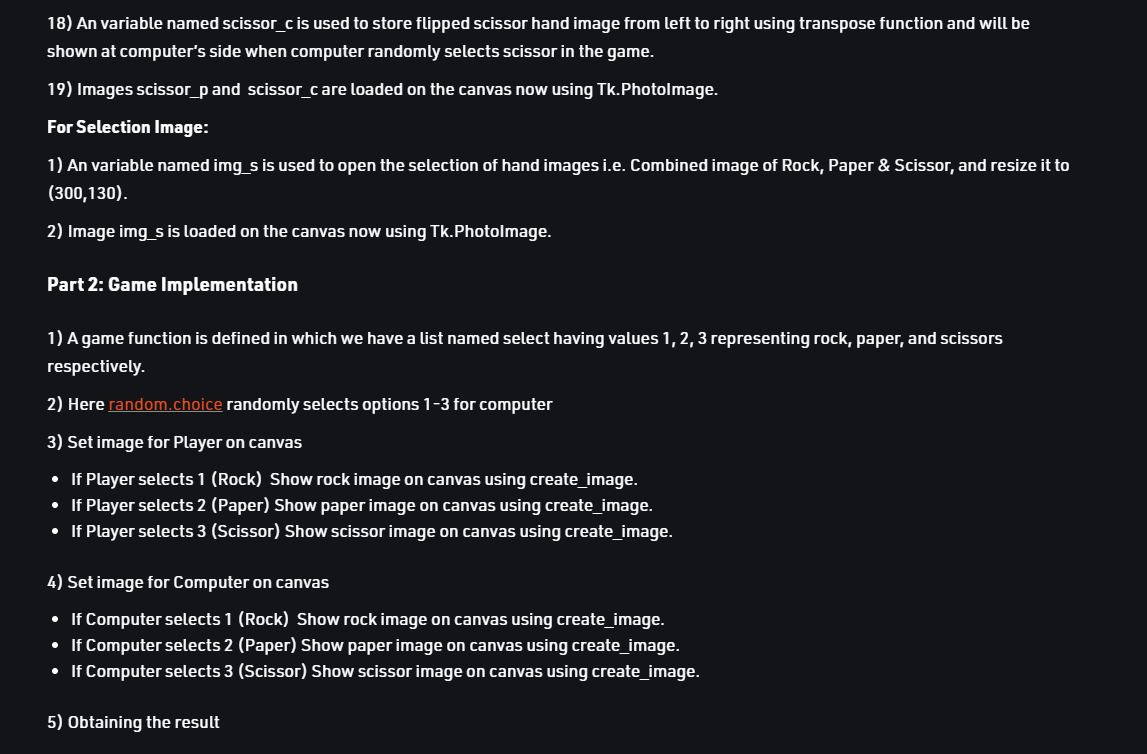 18) An variable named scissor_c is used to store flipped scissor hand image from left to right using transpose function and will be
shown at computer's side when computer randomly selects scissor in the game.
19) Images scissor_p and scissor_c are loaded on the canvas now using Tk.PhotoImage.
For Selection Image:
1) An variable named img_s is used to open the selection of hand images i.e. Combined image of Rock, Paper & Scissor, and resize it to
(300,130).
2) Image img_s is loaded on the canvas now using Tk.PhotoImage.
Part 2: Game Implementation
1) A game function is defined in which we have a list named select having values 1, 2, 3 representing rock, paper, and scissors
respectively.
2) Here random.choice randomly selects options 1-3 for computer
3) Set image for Player on canvas
• If Player selects 1 (Rock) Show rock image on canvas using create_image.
• If Player selects 2 (Paper) Show paper image on canvas using create_image.
• If Player selects 3 (Scissor) Show scissor image on canvas using create_image.
4) Set image for Computer on canvas
• If Computer selects 1 (Rock) Show rock image on canvas using create_image.
• If Computer selects 2 (Paper) Show paper image on canvas using create_image.
• If Computer selects 3 (Scissor) Show scissor image on canvas using create_image.
5) Obtaining the result